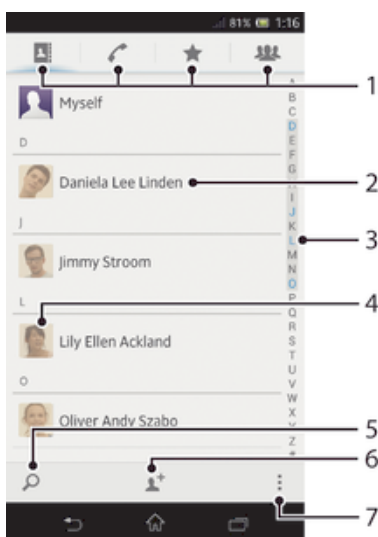 81% 1:16
1
Myself
D
Daniela Lee Linden
2
J
Jimmy Stroom
L
4
Lily Ellen Ackland
O
Oliver Andy Szabo
A
B
C
D
E
F
G
I
J
K
L
M
N
O
P
Q
R
S
T
U
V
W
X
Z
#
3
5
6
7